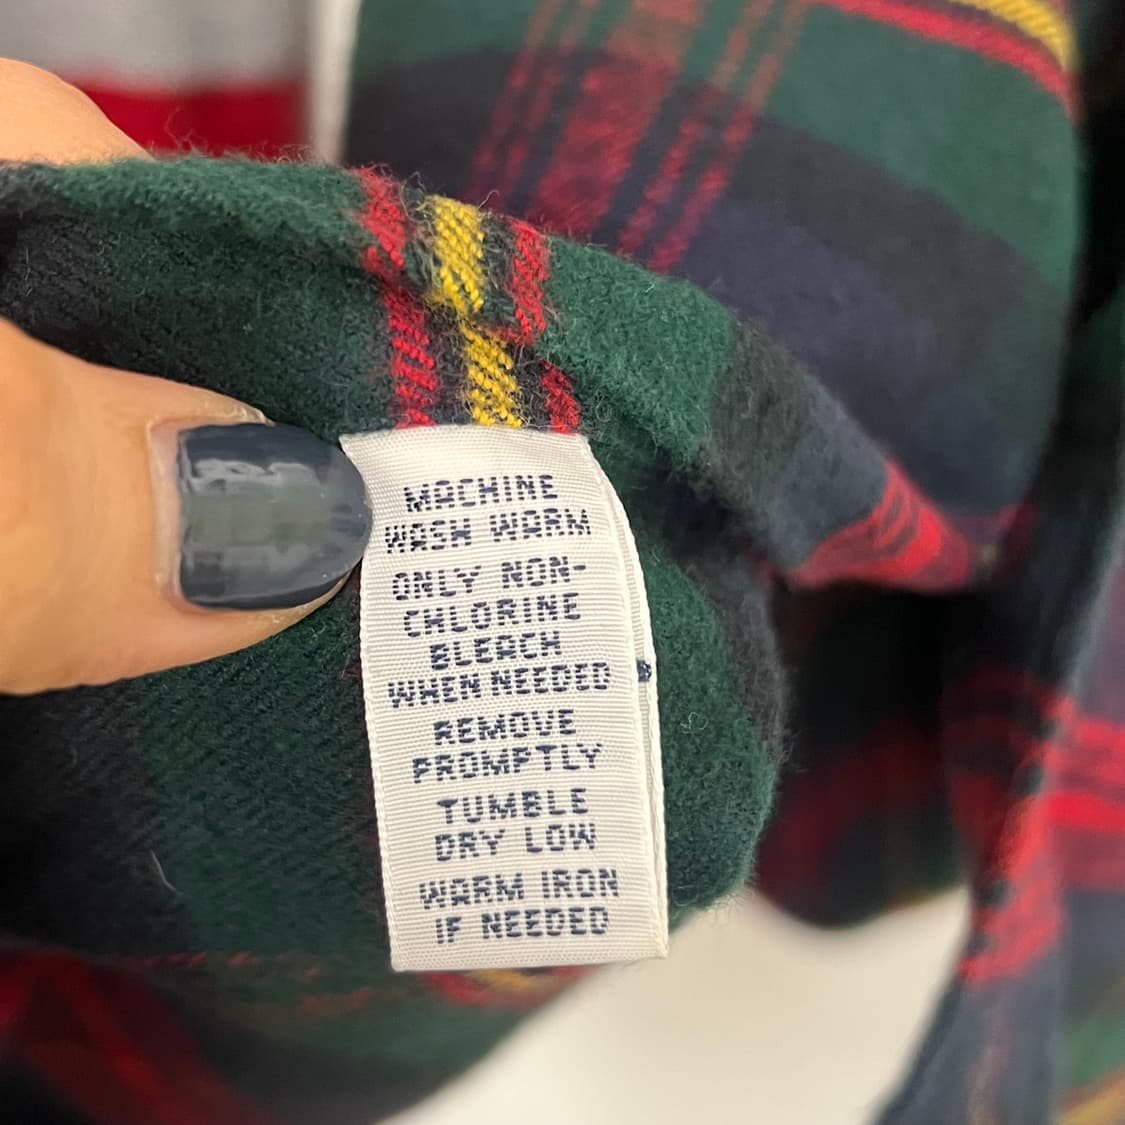 MACHINE
WASH WARM
ONLY NON-
CHLORINE
BLEACH
WHEN NEEDED
REMOVE
PROMPTLY
TUMBLE
DRY LOW
WARM IRON
IF NEEDED